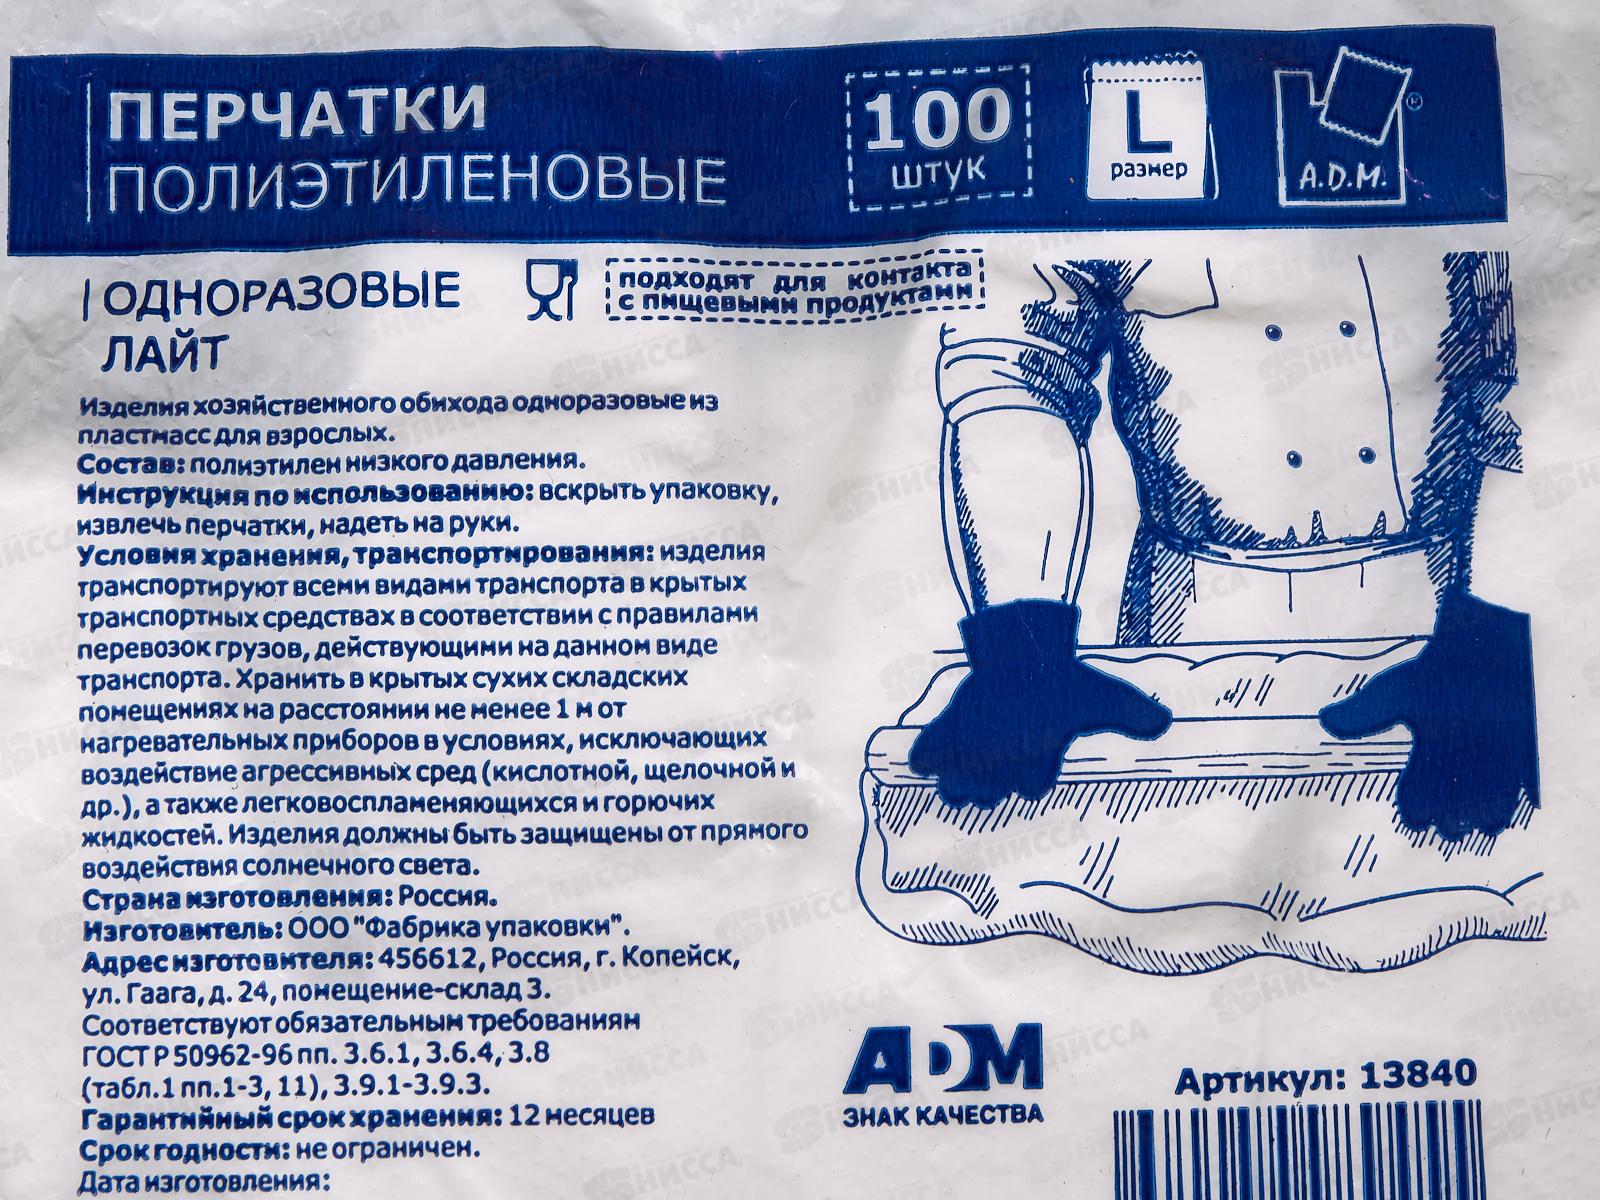 ПЕРЧАТКИ
ПОЛИЭТИЛЕНОВЫЕ
100
штук
L
размер
A.D.M.
ОДНОРАЗОВЫЕ
ЛАЙТ
подходят для контакта
с пищевыми продуктами
Изделия хозяйственного обихода одноразовые из
пластмасс для взрослых.
Состав: полиэтилен низкого давления.
Инструкция по использованию: вскрыть упаковку,
извлечь перчатки, надеть на руки.
Условия хранения, транспортирования: изделия
транспортируют всеми видами транспорта в крытых
транспортных средствах в соответствии с правилами
перевозок грузов, действующими на данном виде
транспорта. Хранить в крытых сухих складских
помещениях на расстоянии не менее 1 м от
нагревательных приборов в условиях, исключающих
воздействие агрессивных сред (кислотной, щелочной и
др.), а также легковоспламеняющихся и горючих
жидкостей. Изделия должны быть защищены от прямого
воздействия солнечного света.
Страна изготовления: Россия.
Изготовитель: ООО "Фабрика упаковки".
Адрес изготовителя: 456612, Россия, г. Копейск,
ул. Гаага, д. 24, помещение-склад 3.
Соответствуют обязательным требованиям
ГОСТ Р 50962-96 пп. 3.6.1, 3.6.4, 3.8
(табл.1 пп.1-3, 11), 3.9.1-3.9.3.
Гарантийный срок хранения: 12 месяцев
Срок годности: не ограничен.
Дата изготовления:
ADM
ЗНАК КАЧЕСТВА
Артикул: 13840